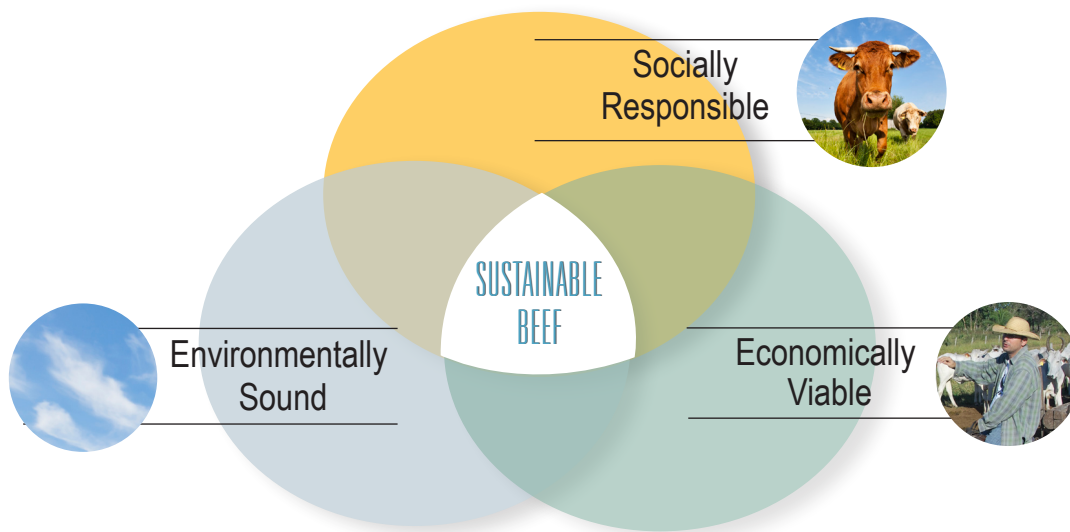 Socially
Responsible
SUSTAINABLE
BEEF
Environmentally
Sound
Economically
Viable